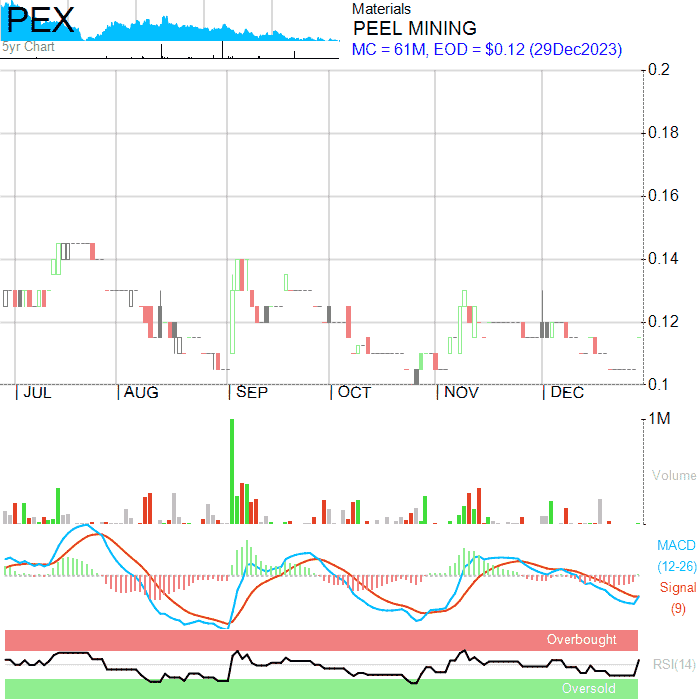 PEX
5yr Chart
Materials
PEEL MINING
MC = 61M, EOD = $0.12 (29Dec2023)
0.2
0.18
0.16
0.14
0.12
0.1
JUL AUG SEP OCT NOV DEC
1M
Volume
MACD
(12-26)
Signal
(9)
Overbought
RSI(14)
Oversold